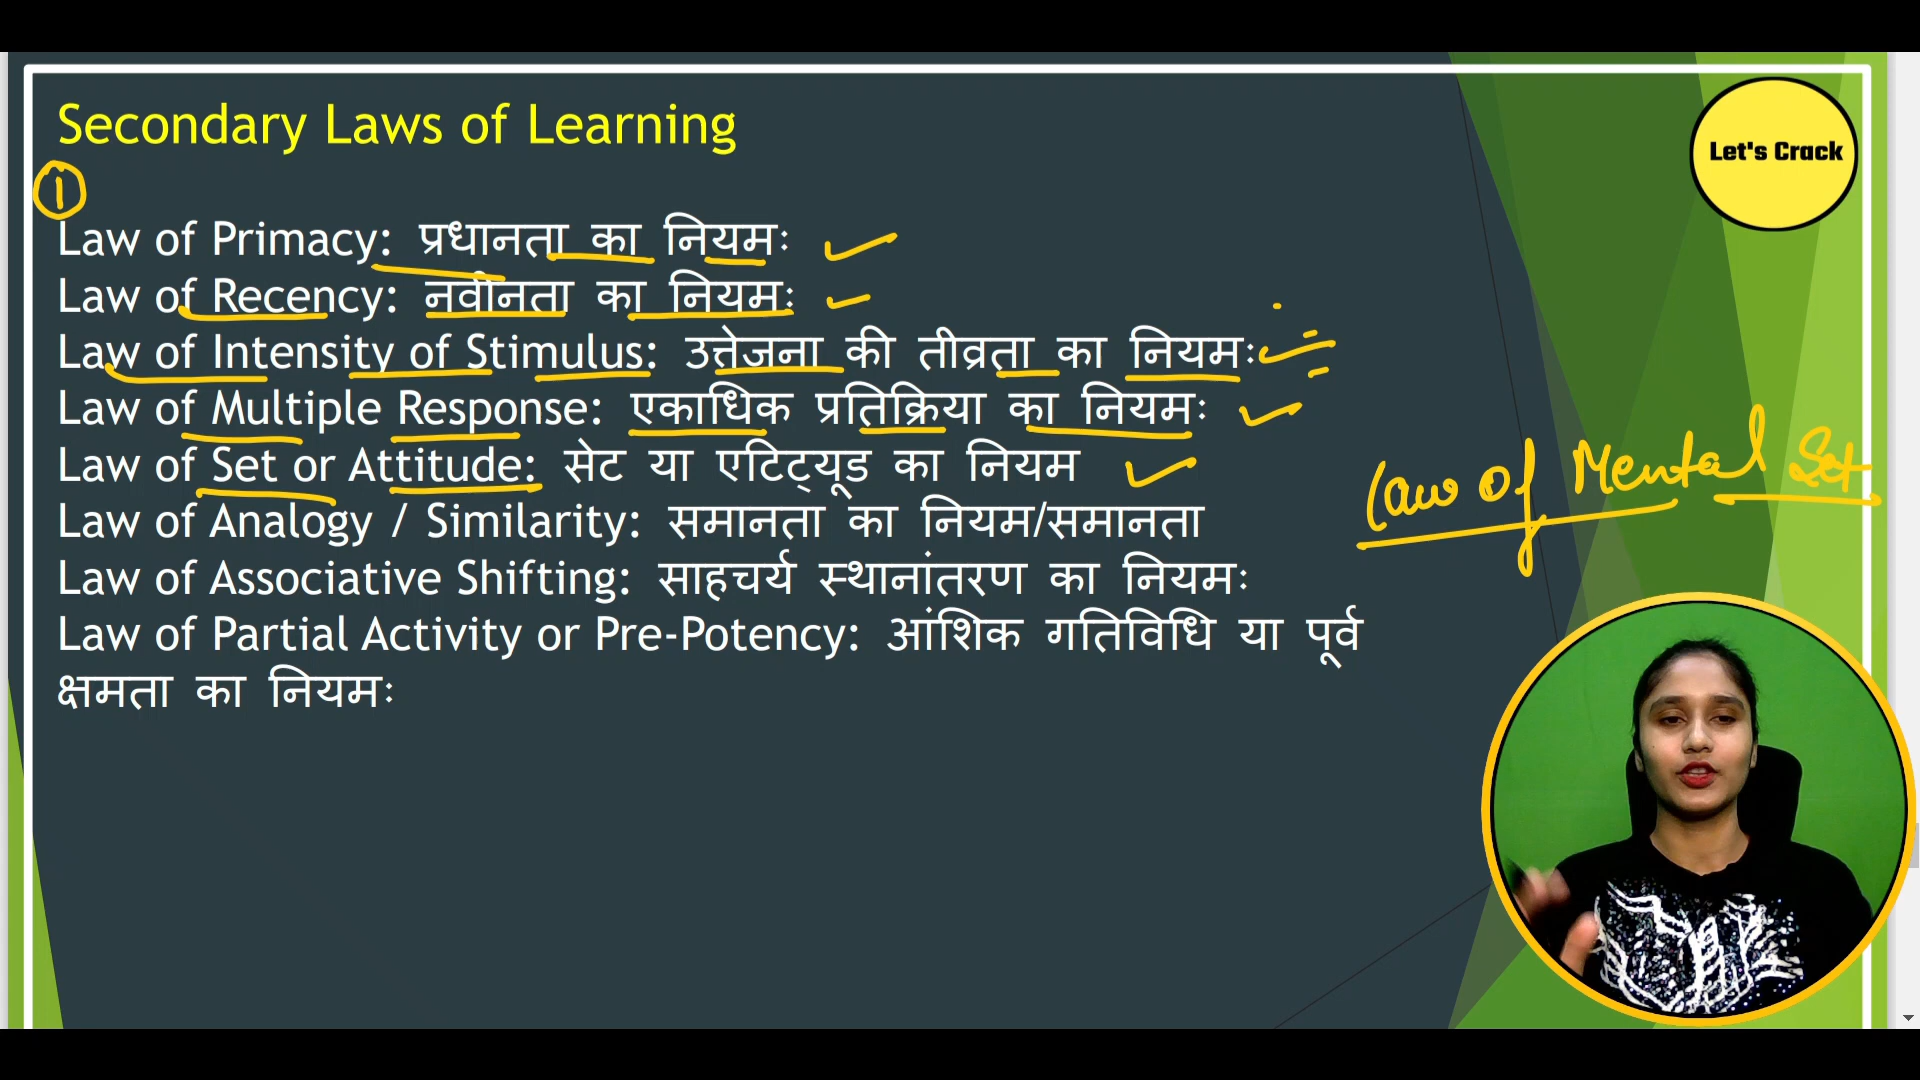 Secondary Laws of Learning
Let's Crack
1
Law of Primacy: प्रधानता का नियमः
Law of Recency: नवीनता का नियमः
Law of Intensity of Stimulus: उत्तेजना की तीव्रता का नियमः
Law of Multiple Response: एकाधिक प्रतिक्रिया का नियमः
Law of Set or Attitude: सेट या एटिट्यूड का नियम
Law of Mental Set
Law of Analogy / Similarity: समानता का नियम/समानता
Law of Associative Shifting: साहचर्य स्थानांतरण का नियमः
Law of Partial Activity or Pre-Potency: आंशिक गतिविधि या पूर्व
क्षमता का नियमः